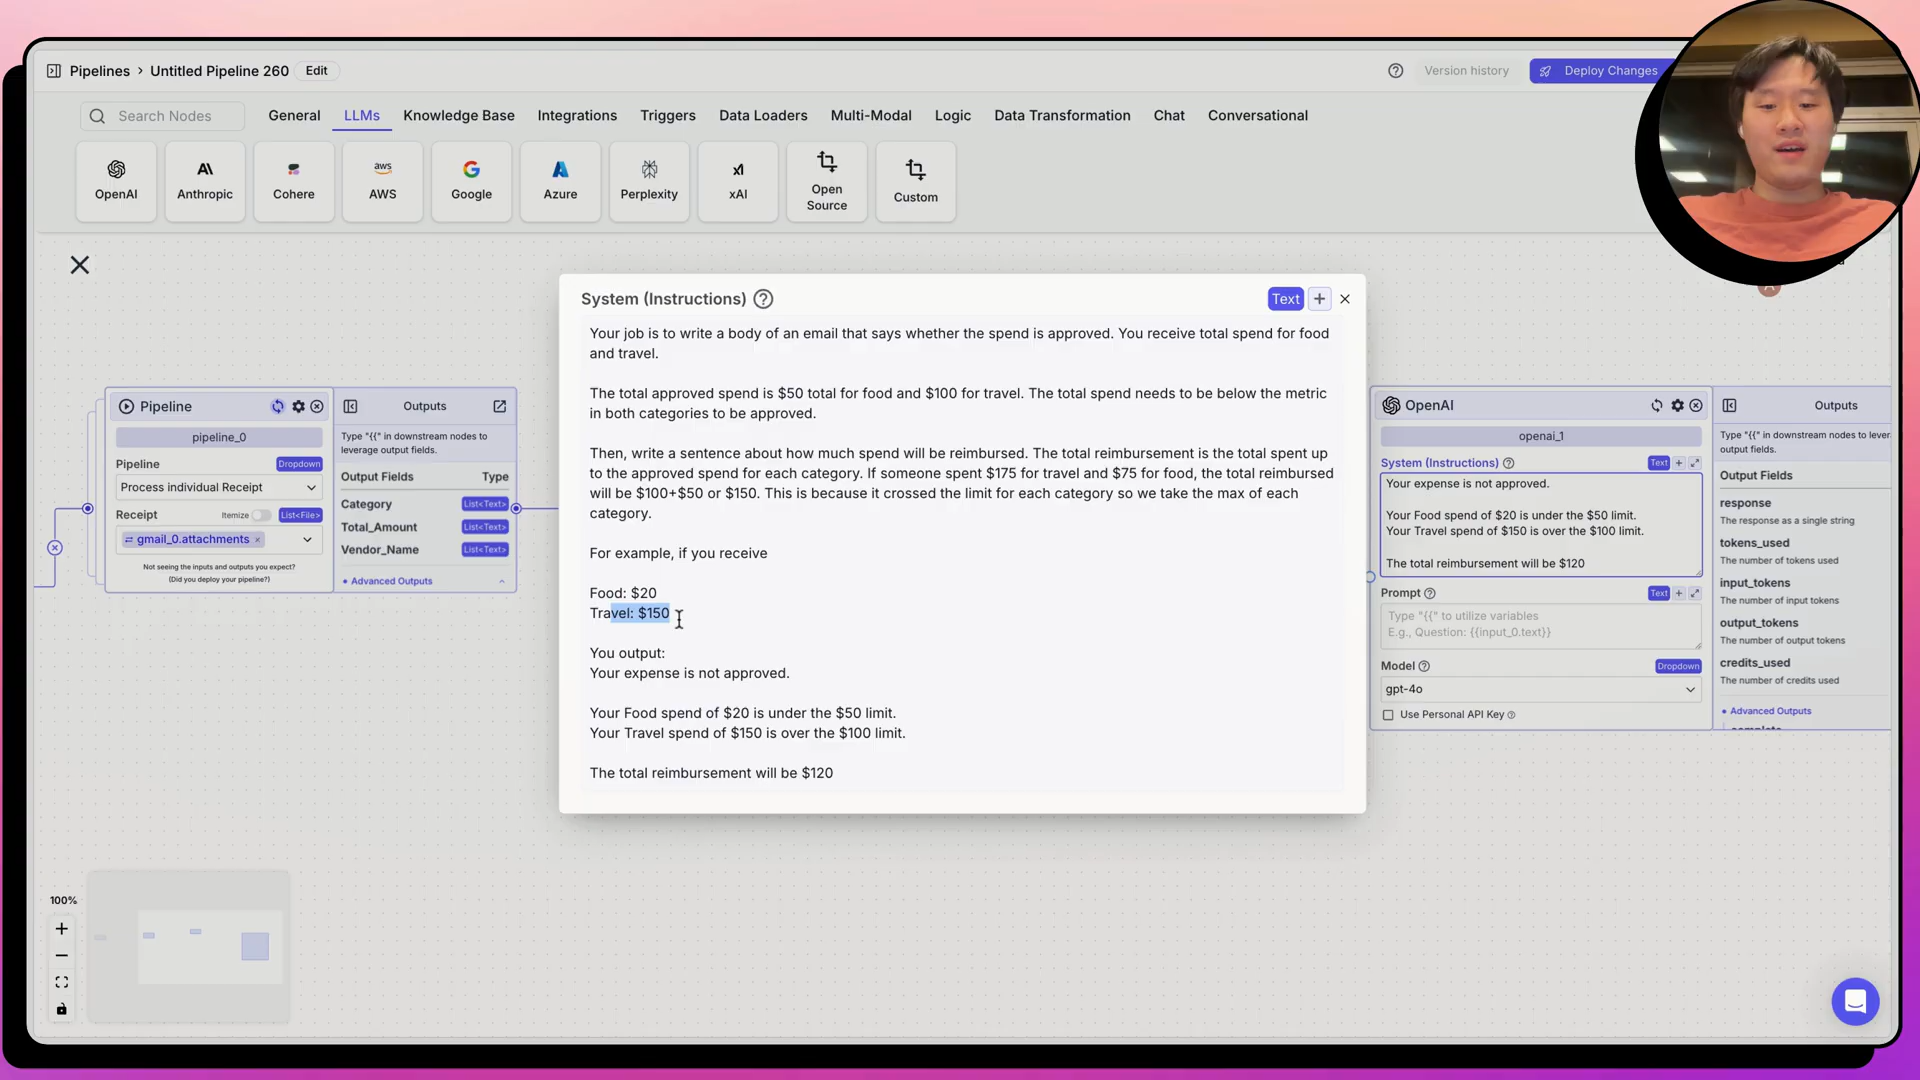 Pipelines › Untitled Pipeline 260 Edit
Version history Deploy Changes
Search Nodes General LLMs Knowledge Base Integrations Triggers Data Loaders Multi-Modal Logic Data Transformation Chat Conversational
OpenAI
Anthropic
Cohere
aws
AWS
Google
Azure
Perplexity
xI
xAI
Open
Source
Custom
System (Instructions) Text +
Your job is to write a body of an email that says whether the spend is approved. You receive total spend for food
and travel.
The total approved spend is $50 total for food and $100 for travel. The total spend needs to be below the metric
in both categories to be approved.
Then, write a sentence about how much spend will be reimbursed. The total reimbursement is the total spent up
to the approved spend for each category. If someone spent $175 for travel and $75 for food, the total reimbursed
will be $100+$50 or $150. This is because it crossed the limit for each category so we take the max of each
category.
For example, if you receive
Food: $20
Travel: $150
You output:
Your expense is not approved.
Your Food spend of $20 is under the $50 limit.
Your Travel spend of $150 is over the $100 limit.
The total reimbursement will be $120
Pipeline
pipeline_0
Pipeline Dropdown
Process individual Receipt
Receipt Itemize List<File>
gmail_0.attachments ×
Not seeing the inputs and outputs you expect?
(Did you deploy your pipeline?)
Outputs
Type "{{" in downstream nodes to
leverage output fields.
Output Fields Type
Category List<Text>
Total_Amount List<Text>
Vendor_Name List<Text>
Advanced Outputs
OpenAI
openai_1
System (Instructions) Text +
Your expense is not approved.
Your Food spend of $20 is under the $50 limit.
Your Travel spend of $150 is over the $100 limit.
The total reimbursement will be $120
Prompt Text +
Type "{{" to utilize variables
E.g., Question: {{input_0.text}}
Model Dropdown
gpt-4o
Use Personal API Key
Outputs
Type "{{" in downstream nodes to lever
output fields.
Output Fields
response
The response as a single string
tokens_used
The number of tokens used
input_tokens
The number of input tokens
output_tokens
The number of output tokens
credits_used
The number of credits used
Advanced Outputs
100%